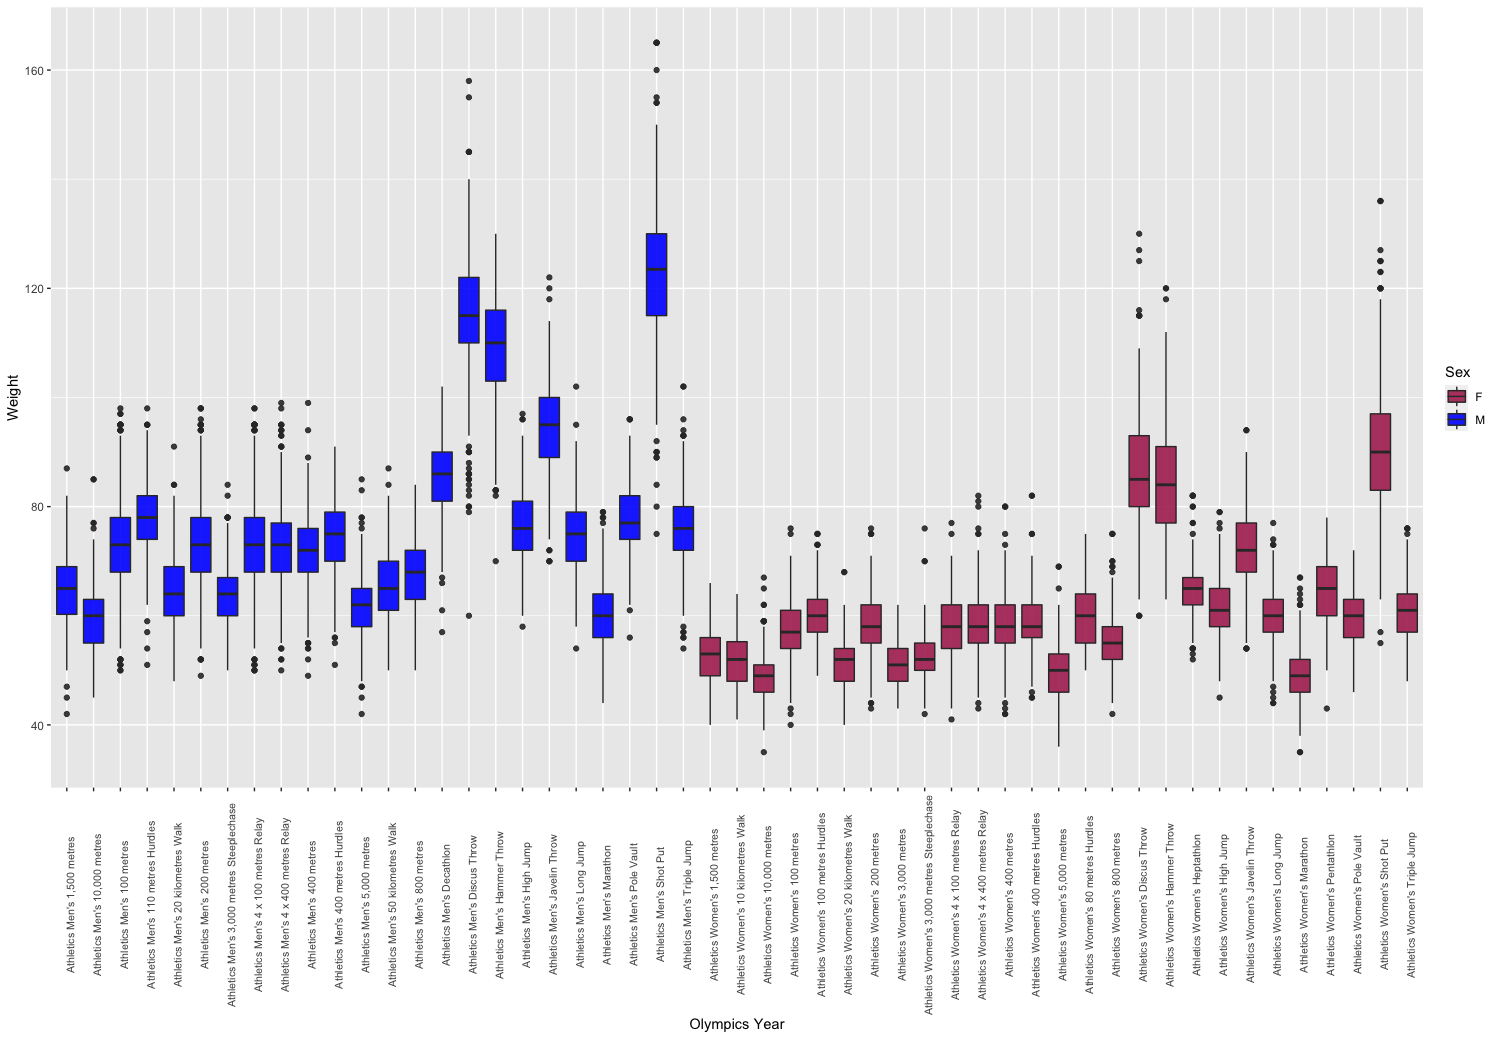 160
120
80
40
Weight
Athletics Men's 1,500 metres
Athletics Men's 10,000 metres
Athletics Men's 100 metres
Athletics Men's 110 metres Hurdles
Athletics Men's 20 kilometres Walk
Athletics Men's 200 metres
Athletics Men's 3,000 metres Steeplechase
Athletics Men's 4 x 100 metres Relay
Athletics Men's 4 x 400 metres Relay
Athletics Men's 400 metres
Athletics Men's 400 metres Hurdles
Athletics Men's 5,000 metres
Athletics Men's 50 kilometres Walk
Athletics Men's 800 metres
Athletics Men's Decathlon
Athletics Men's Discus Throw
Athletics Men's Hammer Throw
Athletics Men's High Jump
Athletics Men's Javelin Throw
Athletics Men's Long Jump
Athletics Men's Marathon
Athletics Men's Pole Vault
Athletics Men's Shot Put
Athletics Men's Triple Jump
Athletics Women's 1,500 metres
Athletics Women's 10 kilometres Walk
Athletics Women's 10,000 metres
Athletics Women's 100 metres
Athletics Women's 100 metres Hurdles
Athletics Women's 20 kilometres Walk
Athletics Women's 200 metres
Athletics Women's 3,000 metres
Athletics Women's 3,000 metres Steeplechase
Athletics Women's 4 x 100 metres Relay
Athletics Women's 4 x 400 metres Relay
Athletics Women's 400 metres
Athletics Women's 400 metres Hurdles
Athletics Women's 5,000 metres
Athletics Women's 80 metres Hurdles
Athletics Women's 800 metres
Athletics Women's Discus Throw
Athletics Women's Hammer Throw
Athletics Women's Heptathlon
Athletics Women's High Jump
Athletics Women's Javelin Throw
Athletics Women's Long Jump
Athletics Women's Marathon
Athletics Women's Pentathlon
Athletics Women's Pole Vault
Athletics Women's Shot Put
Athletics Women's Triple Jump
Olympics Year
Sex
F
M